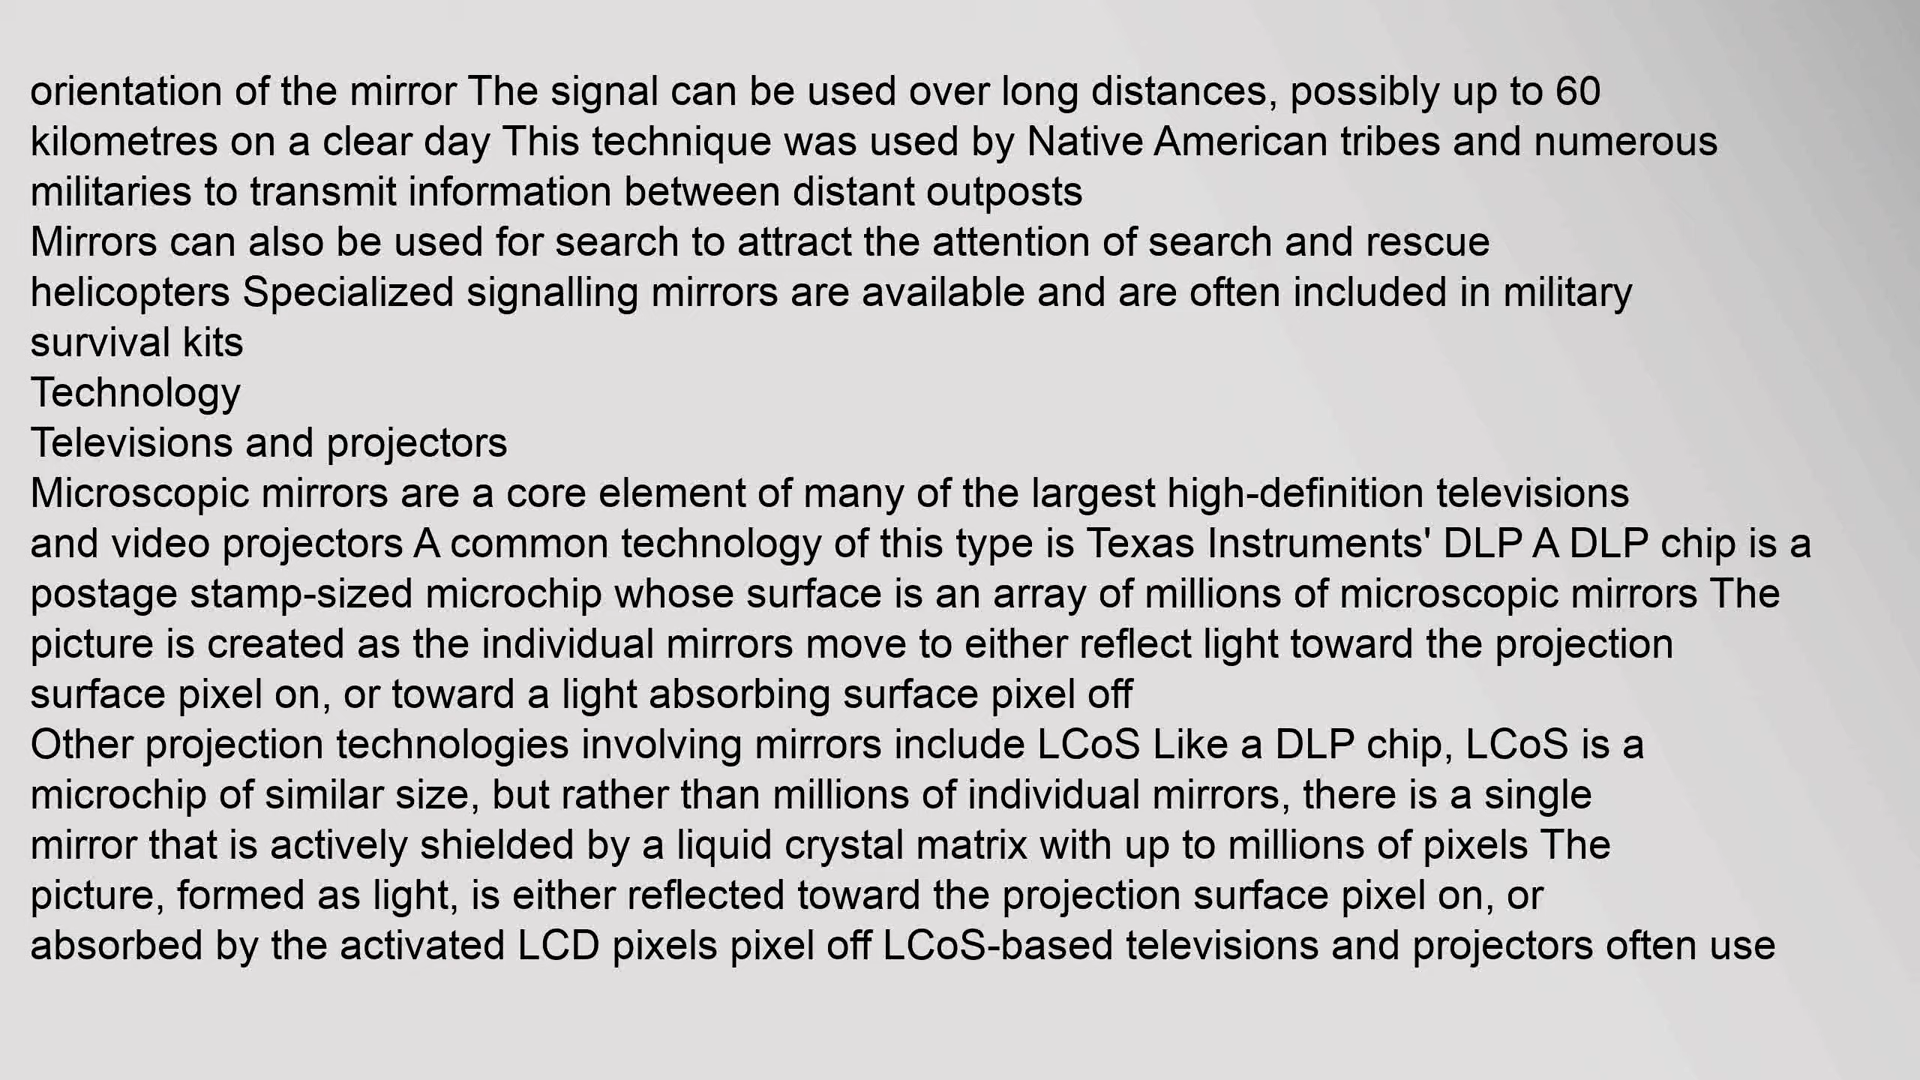 orientation of the mirror The signal can be used over long distances, possibly up to 60
kilometres on a clear day This technique was used by Native American tribes and numerous
militaries to transmit information between distant outposts
Mirrors can also be used for search to attract the attention of search and rescue
helicopters Specialized signalling mirrors are available and are often included in military
survival kits
Technology
Televisions and projectors
Microscopic mirrors are a core element of many of the largest high-definition televisions
and video projectors A common technology of this type is Texas Instruments' DLP A DLP chip is a
postage stamp-sized microchip whose surface is an array of millions of microscopic mirrors The
picture is created as the individual mirrors move to either reflect light toward the projection
surface pixel on, or toward a light absorbing surface pixel off
Other projection technologies involving mirrors include LCoS Like a DLP chip, LCoS is a
microchip of similar size, but rather than millions of individual mirrors, there is a single
mirror that is actively shielded by a liquid crystal matrix with up to millions of pixels The
picture, formed as light, is either reflected toward the projection surface pixel on, or
absorbed by the activated LCD pixels pixel off LCoS-based televisions and projectors often use